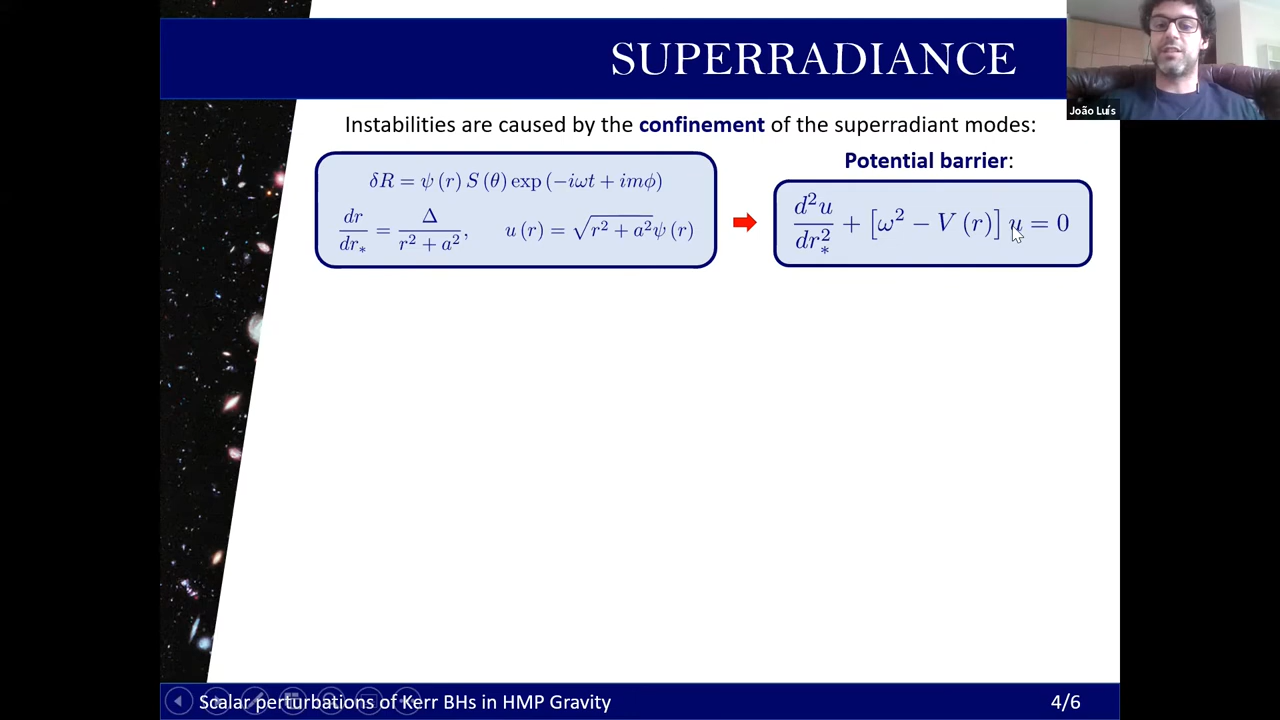 SUPERRADIANCE
João Luís
Instabilities are caused by the confinement of the superradiant modes:
Potential barrier:
δR = ψ (r) S (θ) exp (−iωt + imϕ)
dr/dr_* = Δ/(r² + a²), u (r) = √(r² + a²) ψ (r)
d²u/dr_*² + [ω² − V (r)] u = 0
Scalar perturbations of Kerr BHs in HMP Gravity
4/6